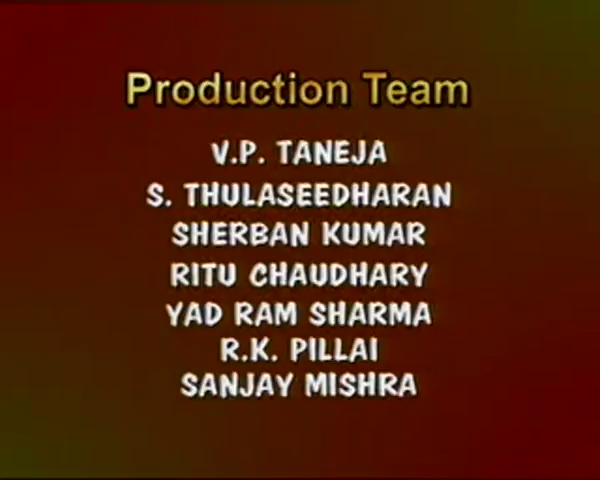 Production Team
V.P. TANEJA
S. THULASEEDHARAN
SHERBAN KUMAR
RITU CHAUDHARY
YAD RAM SHARMA
R.K. PILLAI
SANJAY MISHRA